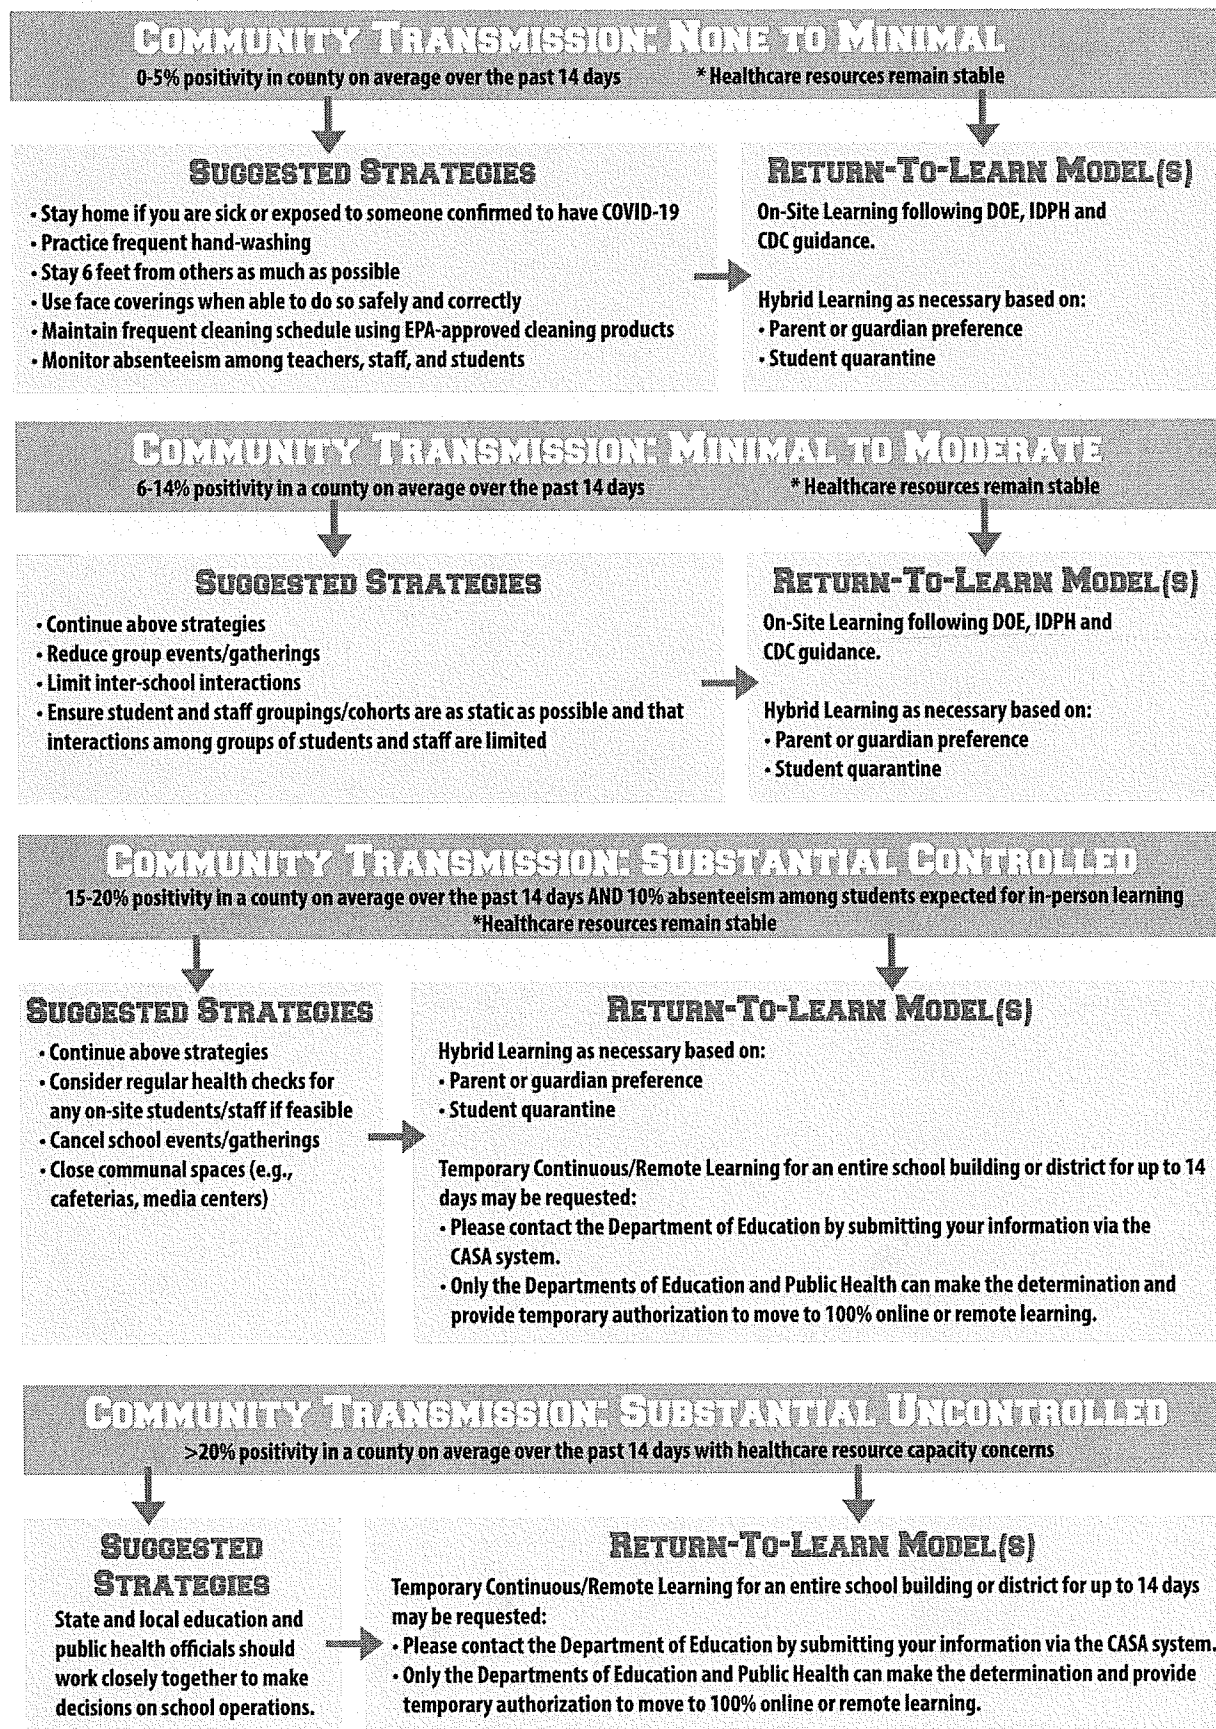 COMMUNITY TRANSMISSION: NONE TO MINIMAL
0-5% positivity in county on average over the past 14 days * Healthcare resources remain stable
SUGGESTED STRATEGIES
• Stay home if you are sick or exposed to someone confirmed to have COVID-19
• Practice frequent hand-washing
• Stay 6 feet from others as much as possible
• Use face coverings when able to do so safely and correctly
• Maintain frequent cleaning schedule using EPA-approved cleaning products
• Monitor absenteeism among teachers, staff, and students
RETURN-TO-LEARN MODEL(S)
On-Site Learning following DOE, IDPH and
CDC guidance.
Hybrid Learning as necessary based on:
• Parent or guardian preference
• Student quarantine
COMMUNITY TRANSMISSION: MINIMAL TO MODERATE
6-14% positivity in a county on average over the past 14 days * Healthcare resources remain stable
SUGGESTED STRATEGIES
• Continue above strategies
• Reduce group events/gatherings
• Limit inter-school interactions
• Ensure student and staff groupings/cohorts are as static as possible and that
interactions among groups of students and staff are limited
RETURN-TO-LEARN MODEL(S)
On-Site Learning following DOE, IDPH and
CDC guidance.
Hybrid Learning as necessary based on:
• Parent or guardian preference
• Student quarantine
COMMUNITY TRANSMISSION: SUBSTANTIAL CONTROLLED
15-20% positivity in a county on average over the past 14 days AND 10% absenteeism among students expected for in-person learning
*Healthcare resources remain stable
SUGGESTED STRATEGIES
• Continue above strategies
• Consider regular health checks for
any on-site students/staff if feasible
• Cancel school events/gatherings
• Close communal spaces (e.g.,
cafeterias, media centers)
RETURN-TO-LEARN MODEL(S)
Hybrid Learning as necessary based on:
• Parent or guardian preference
• Student quarantine
Temporary Continuous/Remote Learning for an entire school building or district for up to 14
days may be requested:
• Please contact the Department of Education by submitting your information via the
CASA system.
• Only the Departments of Education and Public Health can make the determination and
provide temporary authorization to move to 100% online or remote learning.
COMMUNITY TRANSMISSION: SUBSTANTIAL UNCONTROLLED
>20% positivity in a county on average over the past 14 days with healthcare resource capacity concerns
SUGGESTED
STRATEGIES
State and local education and
public health officials should
work closely together to make
decisions on school operations.
RETURN-TO-LEARN MODEL(S)
Temporary Continuous/Remote Learning for an entire school building or district for up to 14 days
may be requested:
• Please contact the Department of Education by submitting your information via the CASA system.
• Only the Departments of Education and Public Health can make the determination and provide
temporary authorization to move to 100% online or remote learning.